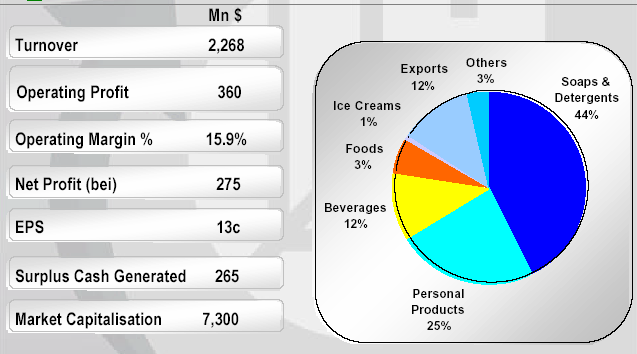 Mn $
Turnover 2,268
Operating Profit 360
Operating Margin % 15.9%
Net Profit (bei) 275
EPS 13c
Surplus Cash Generated 265
Market Capitalisation 7,300
Exports
12%
Others
3%
Soaps &
Detergents
44%
Ice Creams
1%
Foods
3%
Beverages
12%
Personal
Products
25%